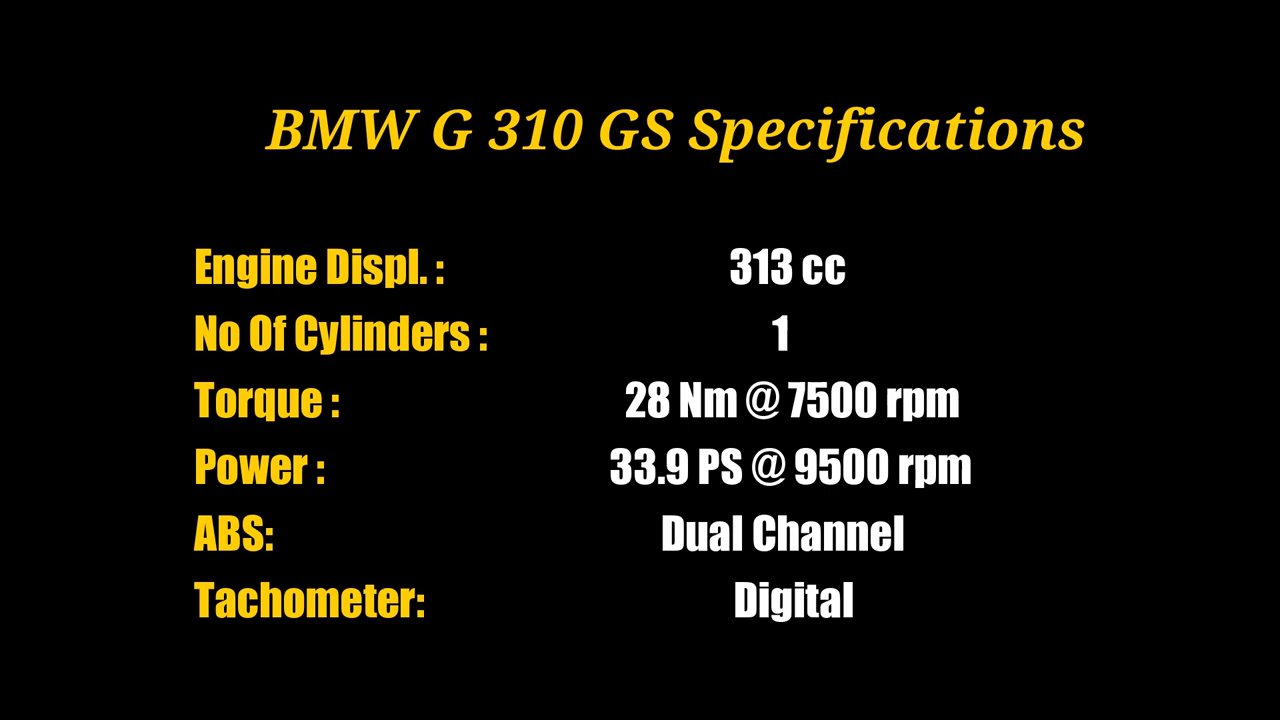 BMW G 310 GS Specifications
Engine Displ. : 313 cc
No Of Cylinders : 1
Torque : 28 Nm @ 7500 rpm
Power : 33.9 PS @ 9500 rpm
ABS: Dual Channel
Tachometer: Digital